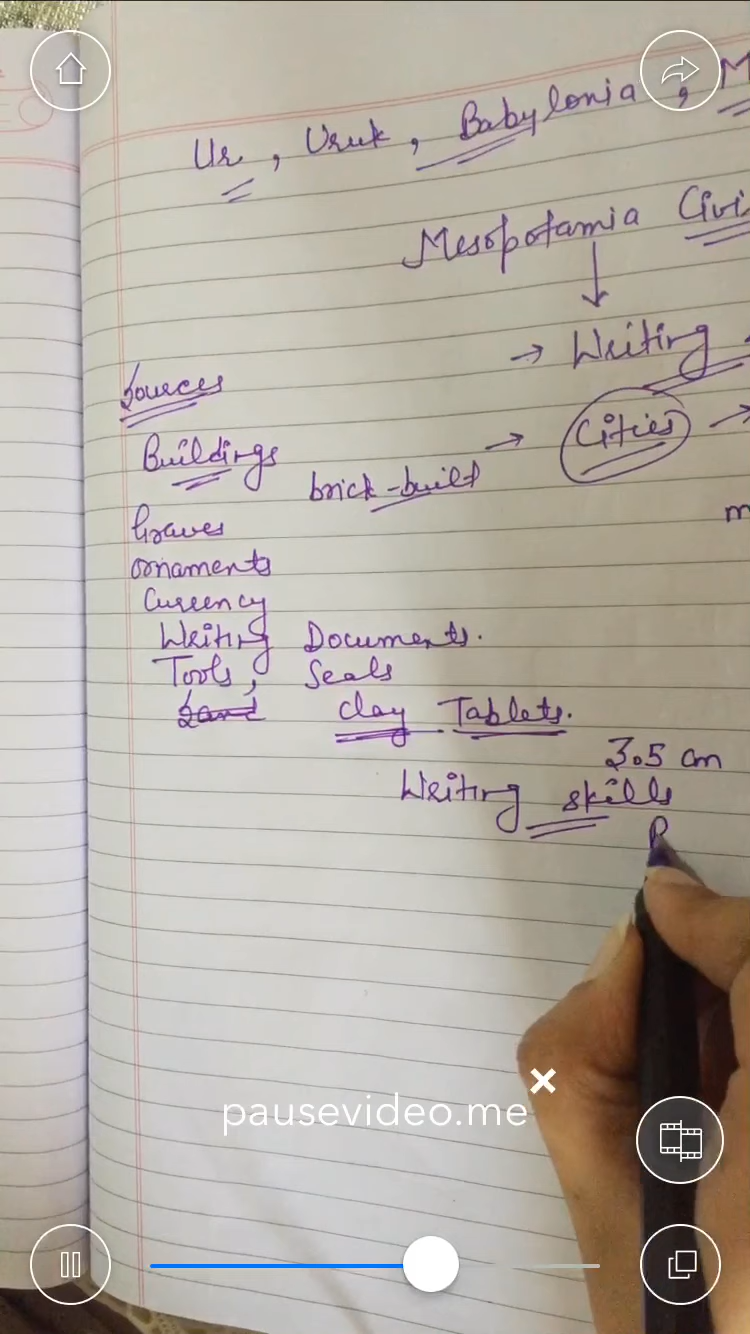 Ur, Uruk, Babylonia, M
Mesopotamia Civi
→ Writing
Sources
Buildings
brick-built → Cities →
m
Graves
ornaments
Currency
Writing Documents.
Tools, Seals
clay Tablets.
3.5 cm
Writing skills
P
pausevideo.me